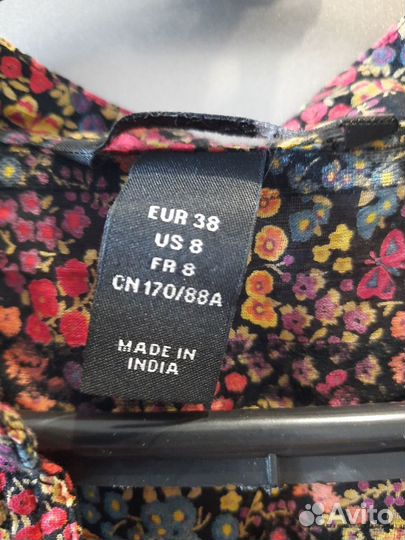 EUR 38
US 8
FR 8
CN 170/88A
MADE IN
INDIA
Avito